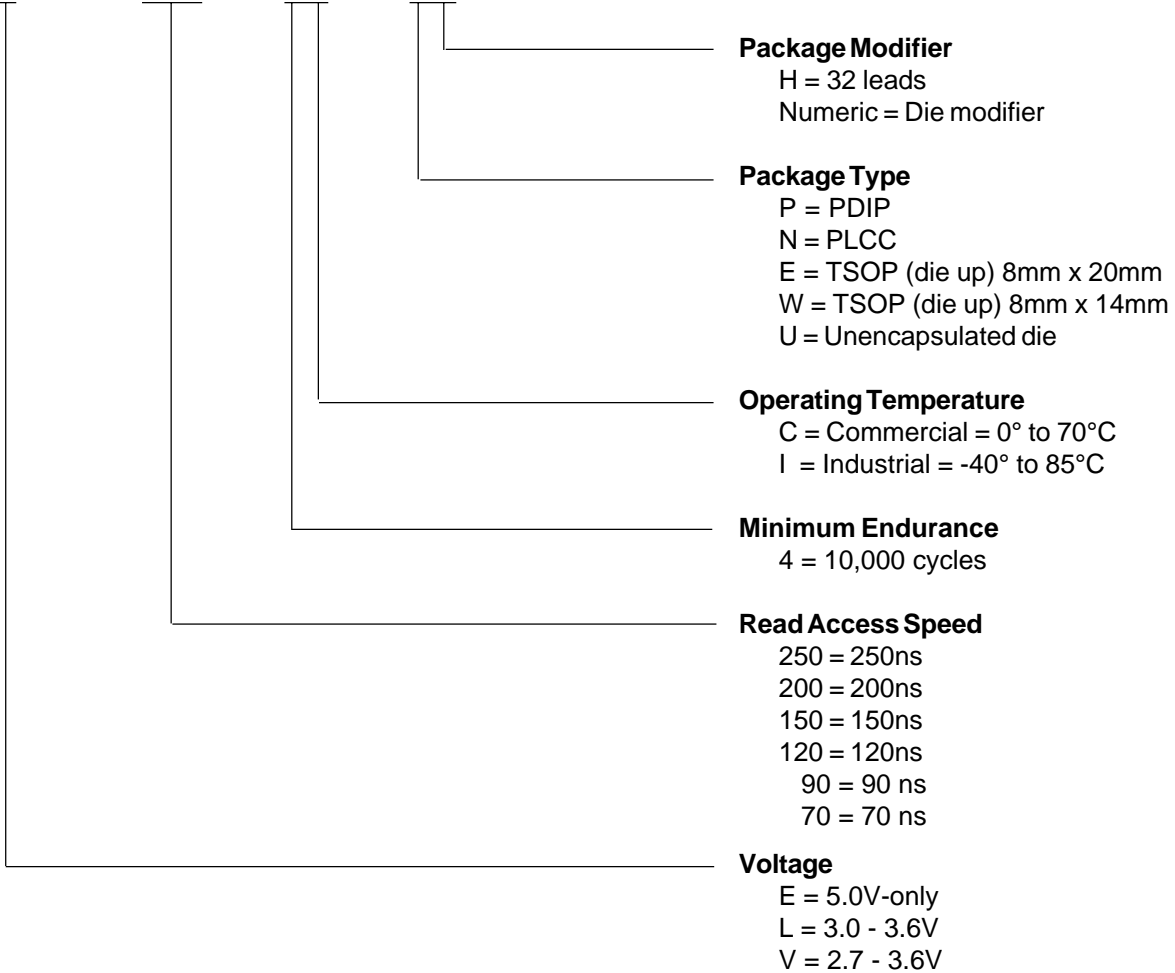 Package Modifier
H = 32 leads
Numeric = Die modifier
Package Type
P = PDIP
N = PLCC
E = TSOP (die up) 8mm x 20mm
W = TSOP (die up) 8mm x 14mm
U = Unencapsulated die
Operating Temperature
C = Commercial = 0° to 70°C
I = Industrial = -40° to 85°C
Minimum Endurance
4 = 10,000 cycles
Read Access Speed
250 = 250ns
200 = 200ns
150 = 150ns
120 = 120ns
90 = 90 ns
70 = 70 ns
Voltage
E = 5.0V-only
L = 3.0 - 3.6V
V = 2.7 - 3.6V